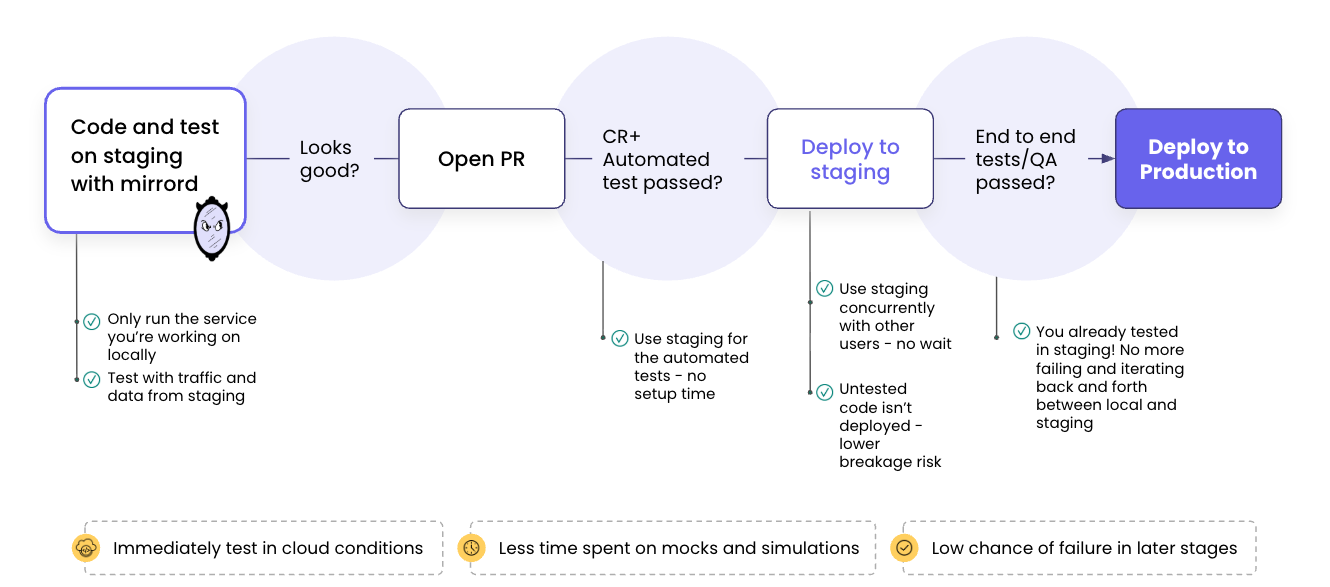 Code and test
on staging
with mirrord
Looks
good?
Open PR
CR+
Automated
test passed?
Deploy to
staging
End to end
tests/QA
passed?
Deploy to
Production
Only run the service
you're working on
locally
Test with traffic and
data from staging
Use staging for
the automated
tests - no
setup time
Use staging
concurrently
with other
users - no wait
Untested
code isn't
deployed -
lower
breakage risk
You already tested
in staging! No more
failing and iterating
back and forth
between local and
staging
Immediately test in cloud conditions
Less time spent on mocks and simulations
Low chance of failure in later stages